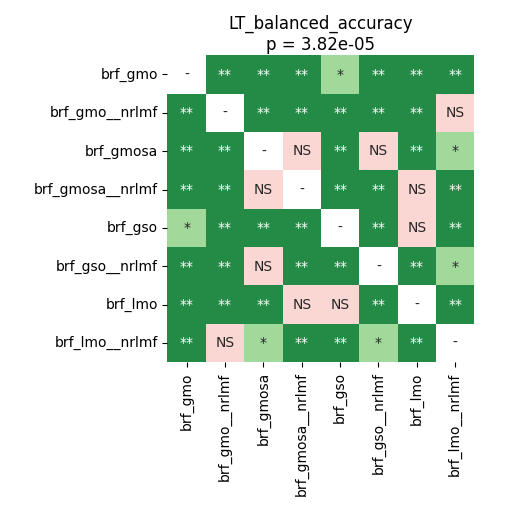 LT_balanced_accuracy
p = 3.82e-05
brf_gmo - ** ** ** * ** ** **
brf_gmo__nrlmf ** - ** ** ** ** ** NS
brf_gmosa ** ** - NS ** NS ** *
brf_gmosa__nrlmf ** ** NS - ** ** NS **
brf_gso * ** ** ** - ** NS **
brf_gso__nrlmf ** ** NS ** ** - ** *
brf_lmo ** ** ** NS NS ** - **
brf_lmo__nrlmf ** NS * ** ** * ** -
brf_gmo
brf_gmo__nrlmf
brf_gmosa
brf_gmosa__nrlmf
brf_gso
brf_gso__nrlmf
brf_lmo
brf_lmo__nrlmf